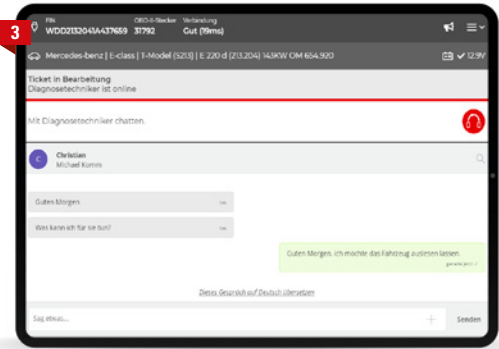 3
FIN OBD-II-Stecker Verbindung
WDD2132041A437659 31792 Gut (19ms)
Mercedes-benz | E-class | T-Model (S213) | E 220 d (213.204) 143KW OM 654.920 12.9V
Ticket in Bearbeitung
Diagnosetechniker ist online
Mit Diagnosetechniker chatten.
C
Christian
Michael Komm
Guten Morgen
Was kann ich für sie tun?
Guten Morgen, ich möchte das Fahrzeug auslesen lassen.
Dieses Gespräch auf Deutsch übersetzen
Sag etwas... Senden